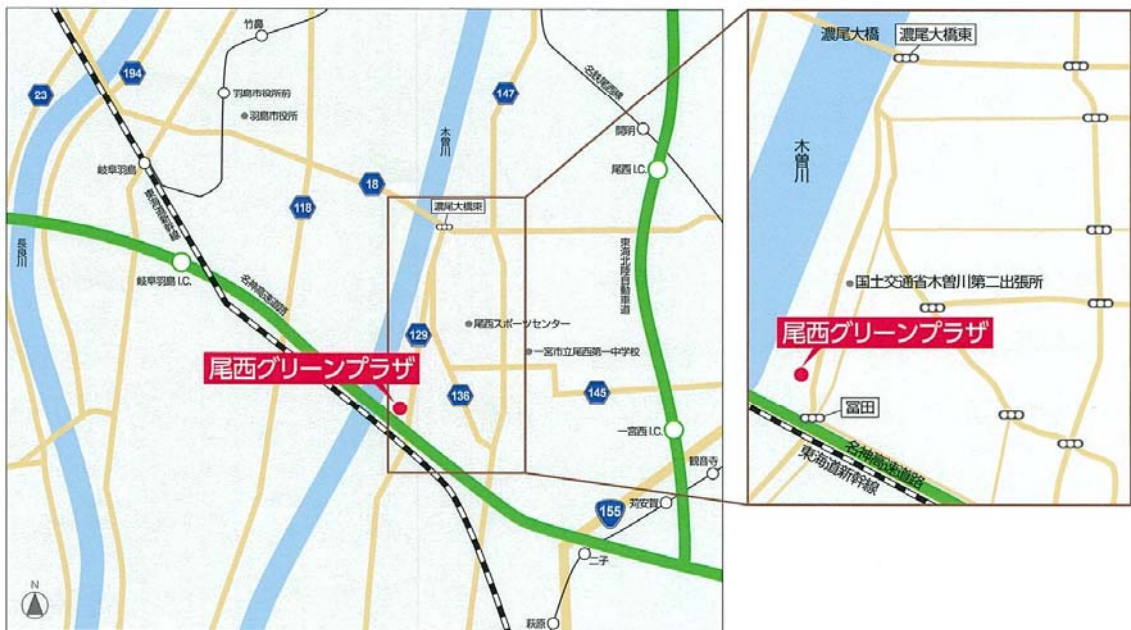 竹鼻
194
23
羽島市役所前
羽島市役所
147
名鉄尾西線
開明
木曽川
尾西I.C.
岐阜羽島
18
118
東海道新幹線
濃尾大橋東
長良川
岐阜羽島I.C.
名神高速道路
東海北陸自動車道
尾西スポーツセンター
129
一宮市立尾西第一中学校
尾西グリーンプラザ
136
145
一宮西I.C.
観音寺
苅安賀
155
二子
萩原
N
濃尾大橋
濃尾大橋東
木曽川
国土交通省木曽川第二出張所
尾西グリーンプラザ
冨田
名神高速道路
東海道新幹線